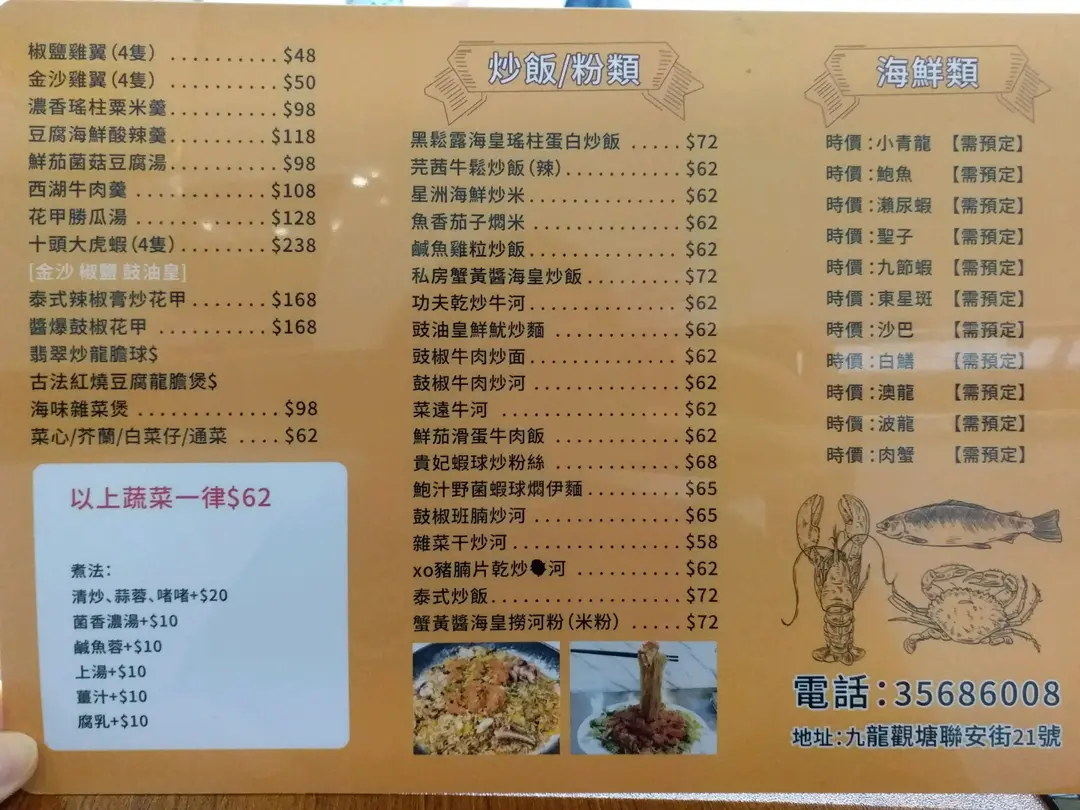 椒鹽雞翼(4隻) .......... $48
金沙雞翼(4隻) .......... $50
濃香瑤柱粟米羹 .......... $98
豆腐海鮮酸辣羹 ......... $118
鮮茄菌菇豆腐湯 .......... $98
西湖牛肉羹 ............ $108
花甲勝瓜湯 ............ $128
十頭大虎蝦(4隻) ........ $238
[金沙 椒鹽 鼓油皇]
泰式辣椒膏炒花甲 ....... $168
醬爆鼓椒花甲 .......... $168
翡翠炒龍膽球$
古法紅燒豆腐龍膽煲$
海味雜菜煲 ............. $98
菜心/芥蘭/白菜仔/通菜 .... $62
以上蔬菜一律$62
煮法:
清炒、蒜蓉、啫啫+$20
菌香濃湯+$10
鹹魚蓉+$10
上湯+$10
薑汁+$10
腐乳+$10
炒飯/粉類
黑鬆露海皇瑤柱蛋白炒飯 ..... $72
芫茜牛鬆炒飯(辣) ........... $62
星洲海鮮炒米 .............. $62
魚香茄子燜米 .............. $62
鹹魚雞粒炒飯 .............. $62
私房蟹黃醬海皇炒飯 ......... $72
功夫乾炒牛河 .............. $62
豉油皇鮮魷炒麵 ............ $62
豉椒牛肉炒面 .............. $62
鼓椒牛肉炒河 .............. $62
菜遠牛河 ................. $62
鮮茄滑蛋牛肉飯 ............ $62
貴妃蝦球炒粉絲 ............ $68
鮑汁野菌蝦球燜伊麵 ......... $65
鼓椒班腩炒河 .............. $65
雜菜干炒河 ................ $58
xo豬腩片乾炒河 .......... $62
泰式炒飯 .................. $72
蟹黃醬海皇撈河粉(米粉) ..... $72
海鮮類
時價:小青龍 【需預定】
時價:鮑魚 【需預定】
時價:瀨尿蝦 【需預定】
時價:聖子 【需預定】
時價:九節蝦 【需預定】
時價:東星斑 【需預定】
時價:沙巴 【需預定】
時價:白鱔 【需預定】
時價:澳龍 【需預定】
時價:波龍 【需預定】
時價:肉蟹 【需預定】
電話:35686008
地址:九龍觀塘聯安街21號